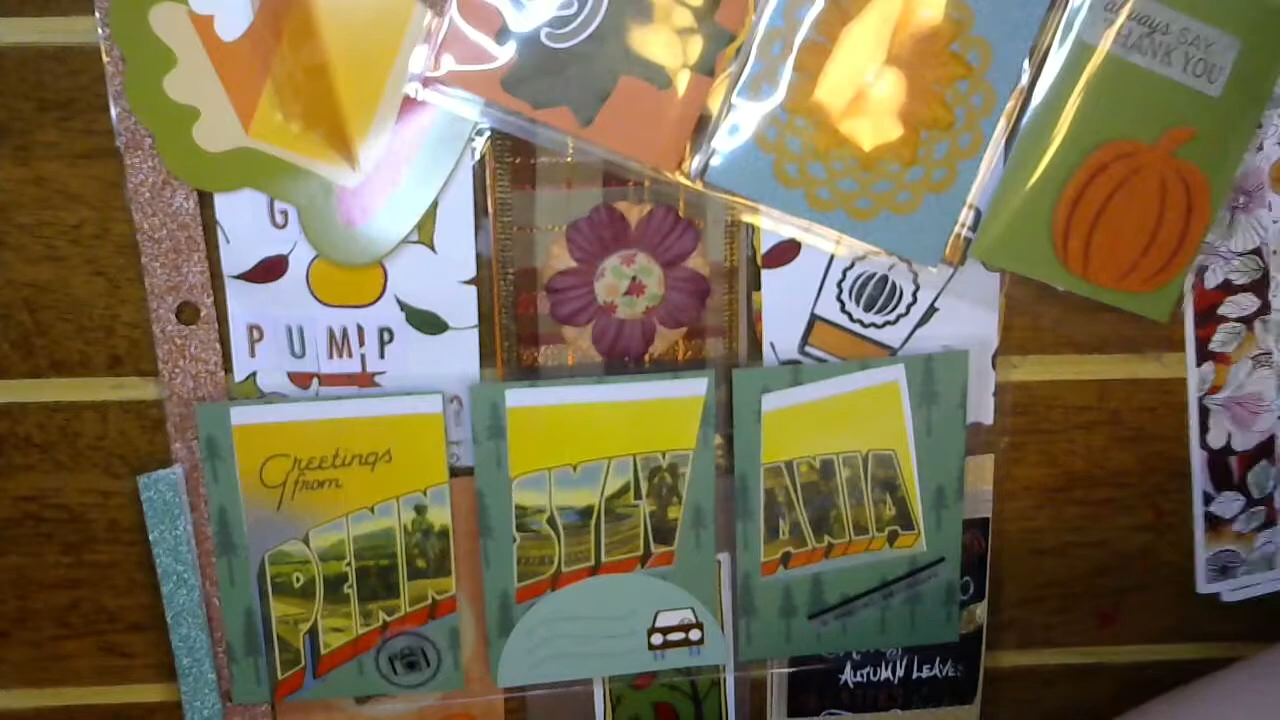 always SAY
THANK YOU
G
PUMP
Greetings
from
PENN
SYLV
ANIA
AUTUMN LEAVES